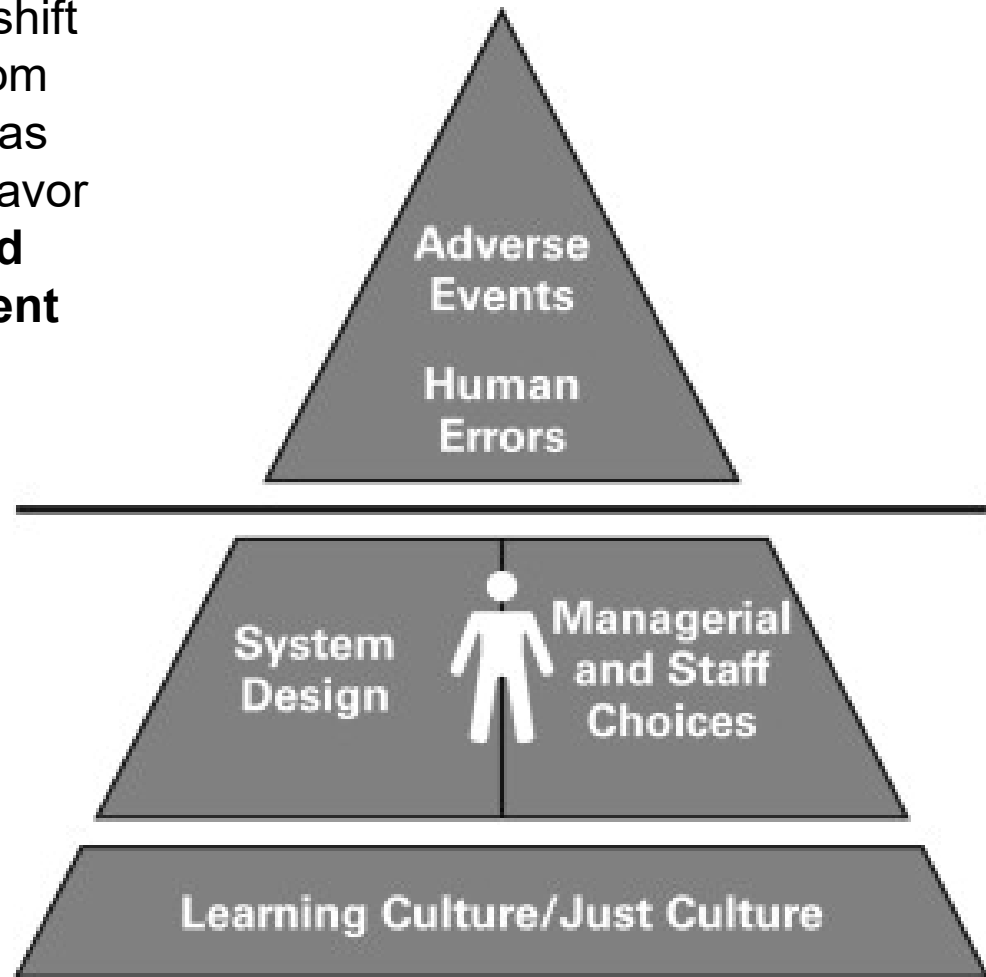 shift
om
as
avor
d
ent
Adverse
Events
Human
Errors
System
Design
Managerial
and Staff
Choices
Learning Culture/Just Culture